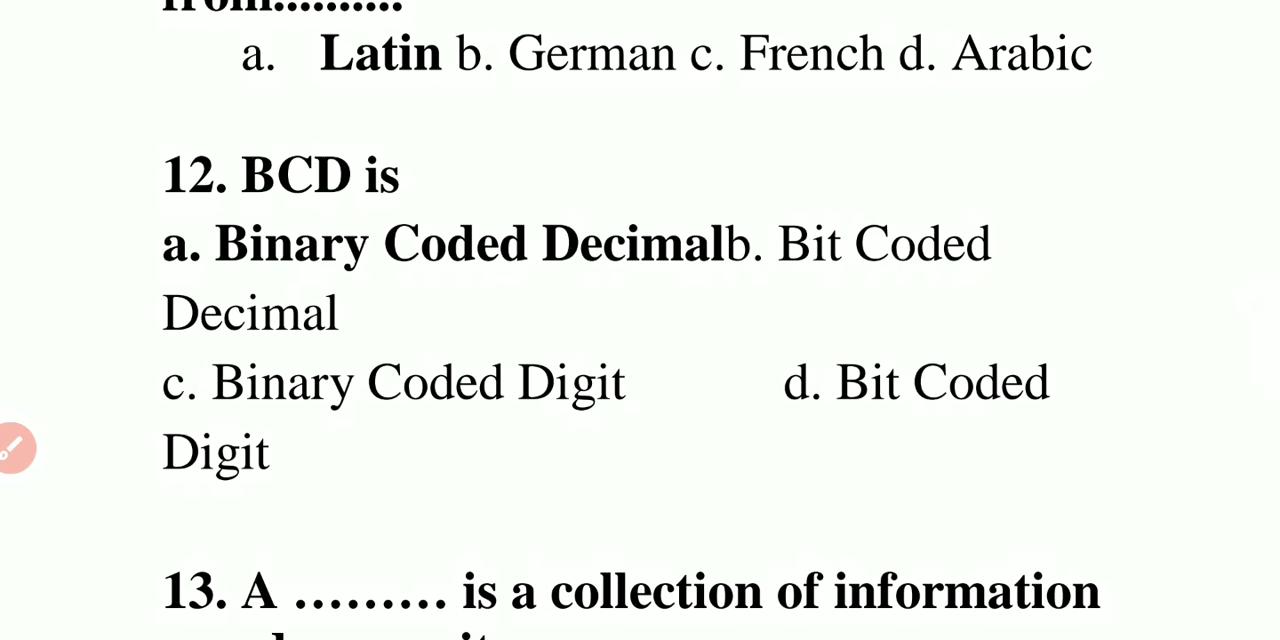 from..........
a. Latin b. German c. French d. Arabic
12. BCD is
a. Binary Coded Decimalb. Bit Coded
Decimal
c. Binary Coded Digit d. Bit Coded
Digit
13. A ......... is a collection of information